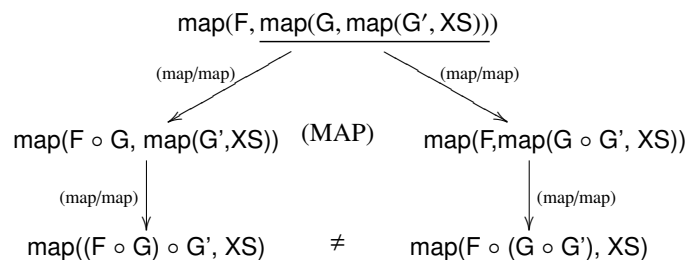 map(F, map(G, map(G′, XS)))
(map/map) (map/map)
map(F ∘ G, map(G',XS)) (MAP) map(F,map(G ∘ G', XS))
(map/map) (map/map)
map((F ∘ G) ∘ G', XS) ≠ map(F ∘ (G ∘ G'), XS)